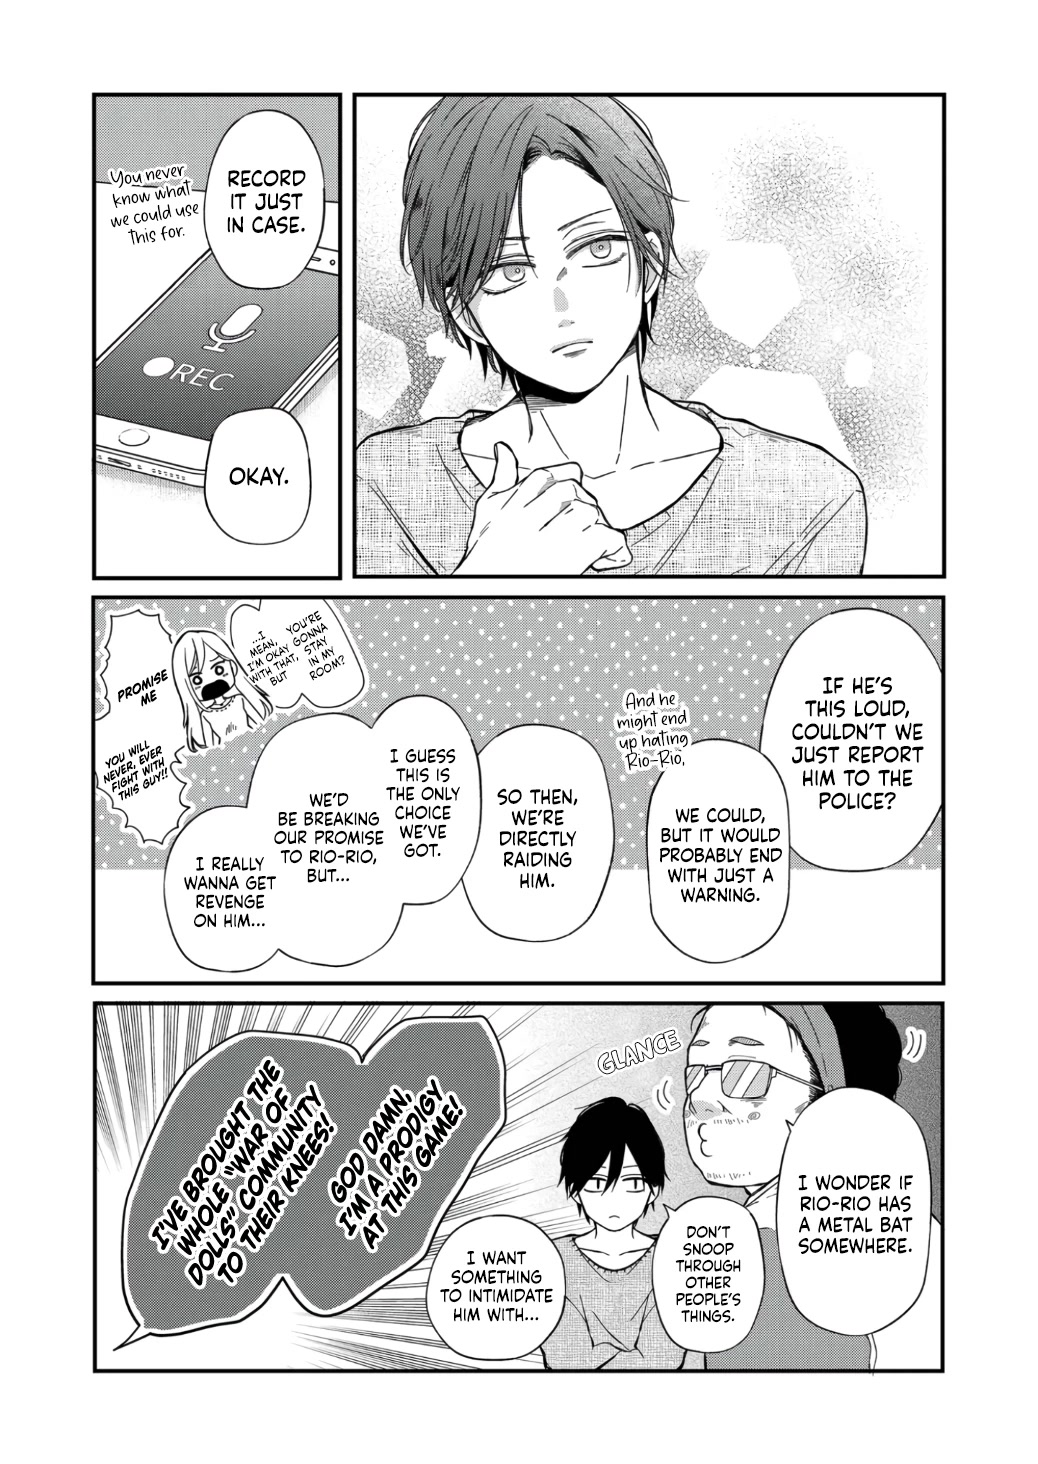 RECORD
IT JUST
IN CASE.
You never
know what
we could use
this for.
REC
OKAY.
IF HE'S
THIS LOUD,
COULDN'T WE
JUST REPORT
HIM TO THE
POLICE?
WE COULD,
BUT IT WOULD
PROBABLY END
WITH JUST A
WARNING.
And he
might end
up hating
Rio-Rio,
SO THEN,
WE'RE
DIRECTLY
RAIDING
HIM.
I GUESS
THIS IS
THE ONLY
CHOICE
WE'VE
GOT.
WE'D
BE BREAKING
OUR PROMISE
TO RIO-RIO,
BUT...
I REALLY
WANNA GET
REVENGE
ON HIM...
YOU'RE
GONNA
STAY
IN MY
ROOM?
...I
MEAN,
I'M OKAY
WITH THAT,
BUT
PROMISE
ME
YOU WILL
NEVER, EVER
FIGHT WITH
THIS GUY!!
GLANCE
I WONDER IF
RIO-RIO HAS
A METAL BAT
SOMEWHERE.
DON'T
SNOOP
THROUGH
OTHER
PEOPLE'S
THINGS.
I WANT
SOMETHING
TO INTIMIDATE
HIM WITH...
GOD DAMN,
I'M A PRODIGY
AT THIS GAME!
I'VE BROUGHT THE
WHOLE "WAR OF
DOLLS" COMMUNITY
TO THEIR KNEES!